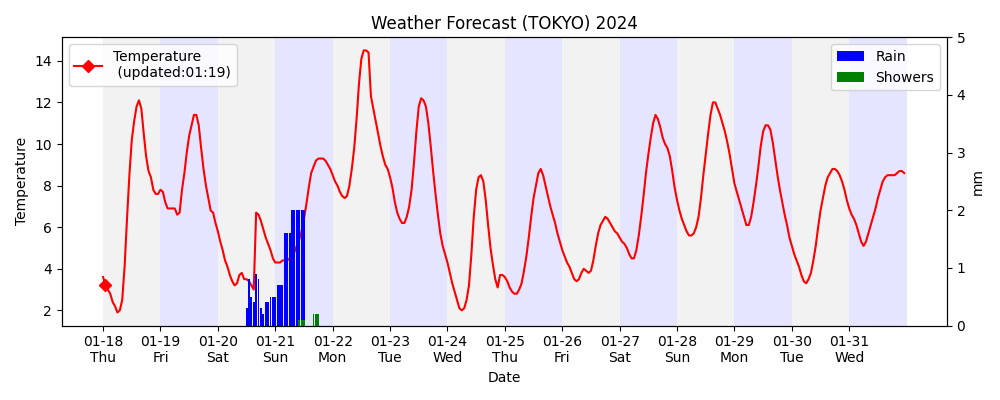 Weather Forecast (TOKYO) 2024
Temperature
(updated:01:19)
Rain
Showers
Temperature
14
12
10
8
6
4
2
mm
5
4
3
2
1
0
01-18 01-19 01-20 01-21 01-22 01-23 01-24 01-25 01-26 01-27 01-28 01-29 01-30 01-31
Thu Fri Sat Sun Mon Tue Wed Thu Fri Sat Sun Mon Tue Wed
Date